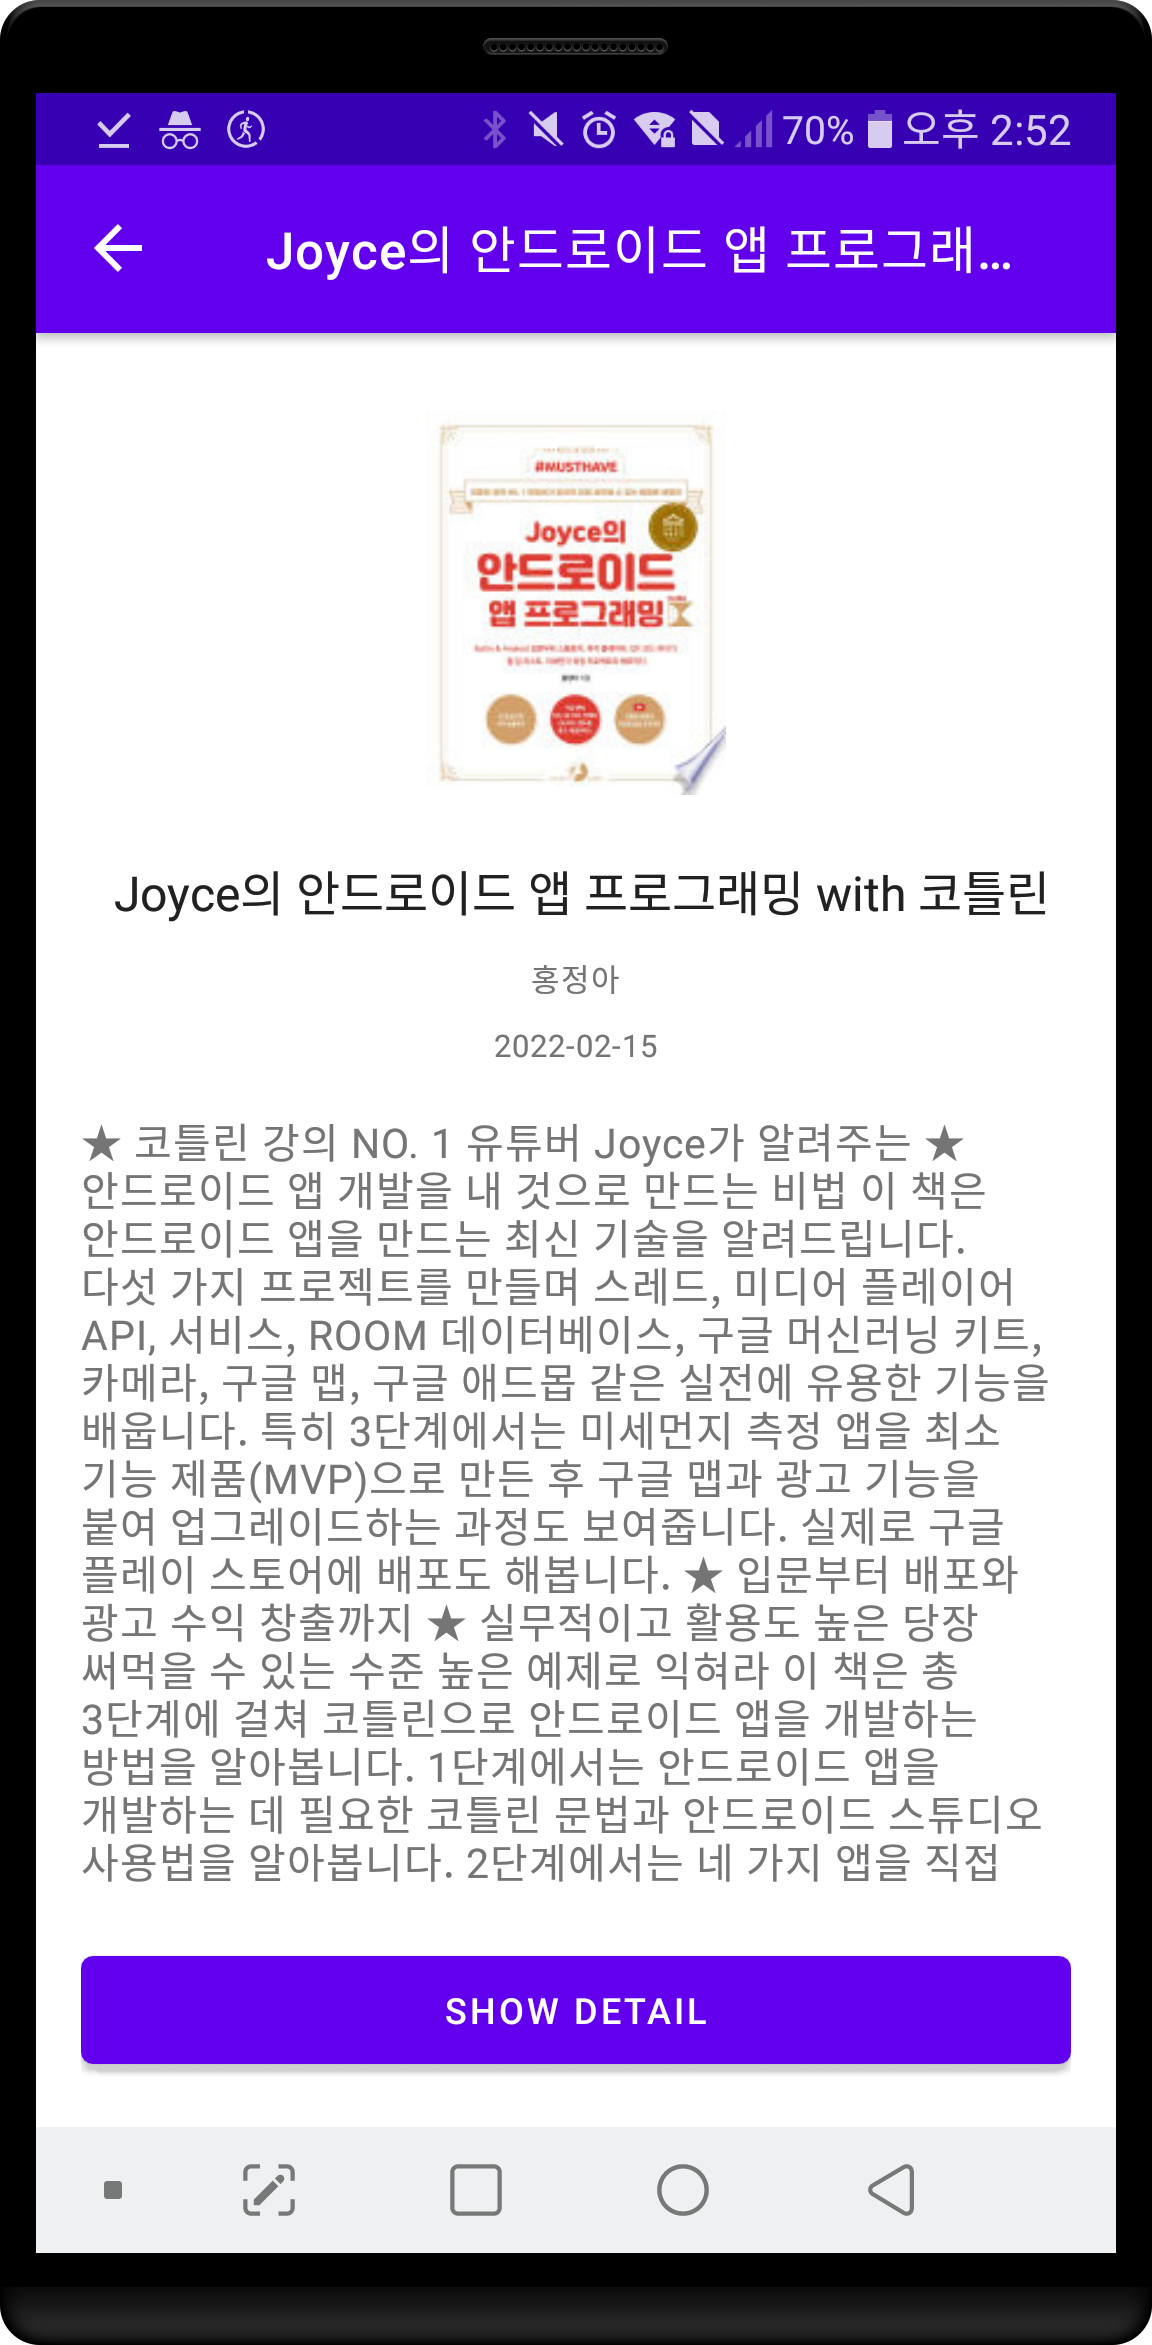 70% 오후 2:52
Joyce의 안드로이드 앱 프로그래...
#MUSTHAVE
Joyce의
안드로이드
앱 프로그래밍
Joyce의 안드로이드 앱 프로그래밍 with 코틀린
홍정아
2022-02-15
★ 코틀린 강의 NO. 1 유튜버 Joyce가 알려주는 ★
안드로이드 앱 개발을 내 것으로 만드는 비법 이 책은
안드로이드 앱을 만드는 최신 기술을 알려드립니다.
다섯 가지 프로젝트를 만들며 스레드, 미디어 플레이어
API, 서비스, ROOM 데이터베이스, 구글 머신러닝 키트,
카메라, 구글 맵, 구글 애드몹 같은 실전에 유용한 기능을
배웁니다. 특히 3단계에서는 미세먼지 측정 앱을 최소
기능 제품(MVP)으로 만든 후 구글 맵과 광고 기능을
붙여 업그레이드하는 과정도 보여줍니다. 실제로 구글
플레이 스토어에 배포도 해봅니다. ★ 입문부터 배포와
광고 수익 창출까지 ★ 실무적이고 활용도 높은 당장
써먹을 수 있는 수준 높은 예제로 익혀라 이 책은 총
3단계에 걸쳐 코틀린으로 안드로이드 앱을 개발하는
방법을 알아봅니다. 1단계에서는 안드로이드 앱을
개발하는 데 필요한 코틀린 문법과 안드로이드 스튜디오
사용법을 알아봅니다. 2단계에서는 네 가지 앱을 직접
SHOW DETAIL